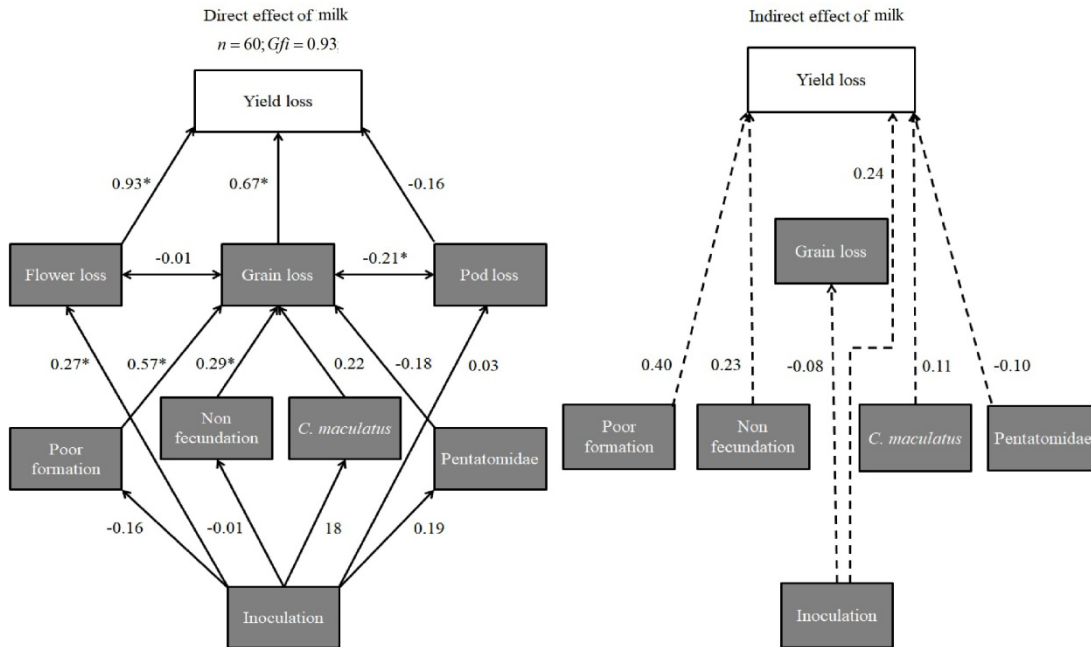 Direct effect of milk
n = 60; Gfi = 0.93
Yield loss
0.93*
0.67*
-0.16
Flower loss
-0.01
Grain loss
-0.21*
Pod loss
0.27*
0.57*
0.29*
0.22
-0.18
0.03
Poor
formation
Non
fecundation
C. maculatus
Pentatomidae
-0.16
-0.01
18
0.19
Inoculation
Indirect effect of milk
Yield loss
0.24
Grain loss
0.40
0.23
-0.08
0.11
-0.10
Poor
formation
Non
fecundation
C. maculatus
Pentatomidae
Inoculation